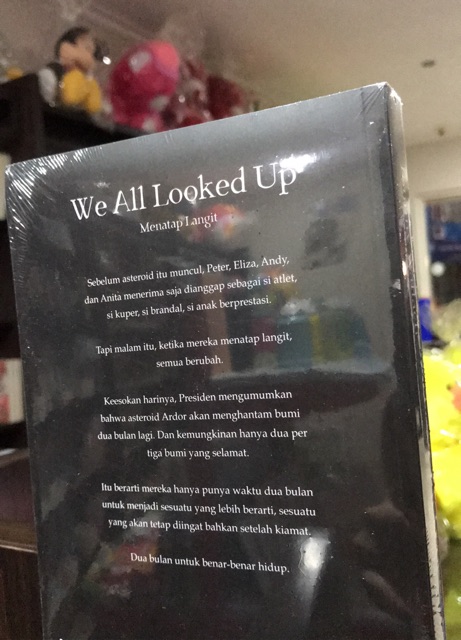 We All Looked Up
Menatap Langit
Sebelum asteroid itu muncul, Peter, Eliza, Andy,
dan Anita menerima saja dianggap sebagai si atlet,
si kuper, si brandal, si anak berprestasi.
Tapi malam itu, ketika mereka menatap langit,
semua berubah.
Keesokan harinya, Presiden mengumumkan
bahwa asteroid Ardor akan menghantam bumi
dua bulan lagi. Dan kemungkinan hanya dua per
tiga bumi yang selamat.
Itu berarti mereka hanya punya waktu dua bulan
untuk menjadi sesuatu yang lebih berarti, sesuatu
yang akan tetap diingat bahkan setelah kiamat.
Dua bulan untuk benar-benar hidup.